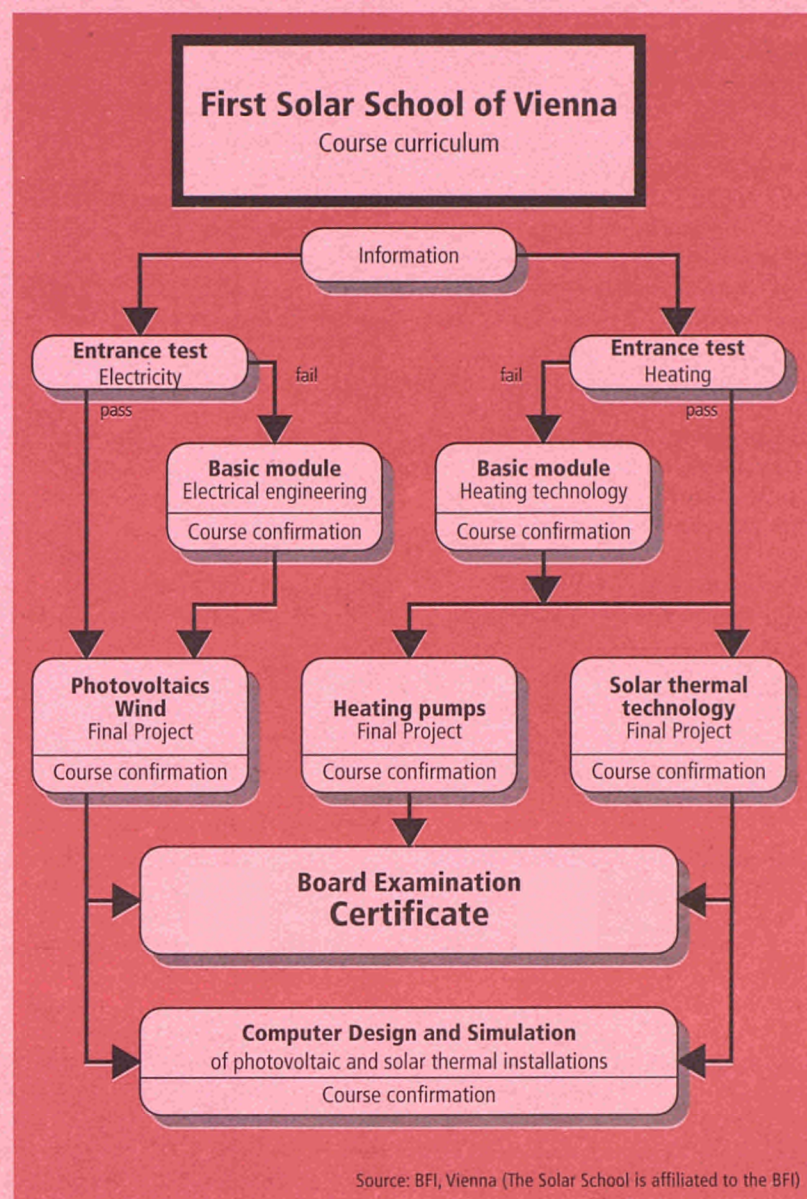 First Solar School of Vienna
Course curriculum
Information
Entrance test
Electricity
Entrance test
Heating
fail
fail
pass
pass
Basic module
Electrical engineering
Course confirmation
Basic module
Heating technology
Course confirmation
Photovoltaics
Wind
Final Project
Course confirmation
Heating pumps
Final Project
Course confirmation
Solar thermal
technology
Final Project
Course confirmation
Board Examination
Certificate
Computer Design and Simulation
of photovoltaic and solar thermal installations
Course confirmation
Source: BFI, Vienna (The Solar School is affiliated to the BFI)